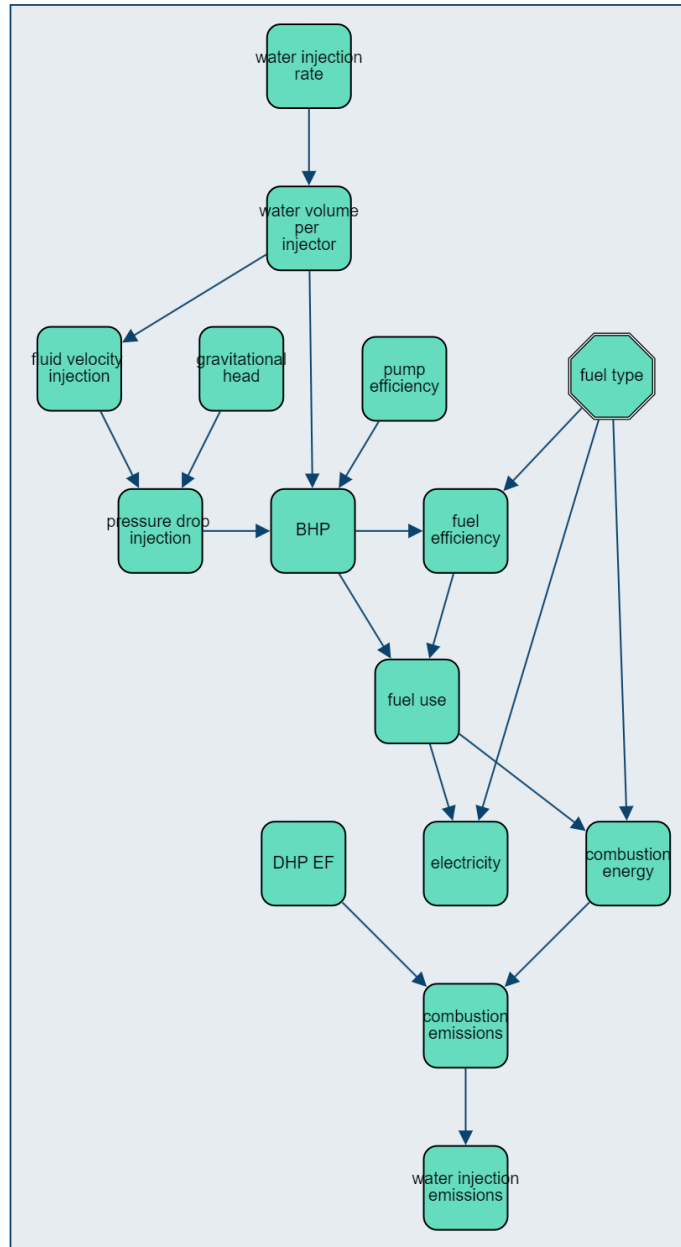 water injection
rate
water volume
per
injector
fluid velocity
injection
gravitational
head
pump
efficiency
fuel type
pressure drop
injection
BHP
fuel
efficiency
fuel use
DHP EF
electricity
combustion
energy
combustion
emissions
water injection
emissions